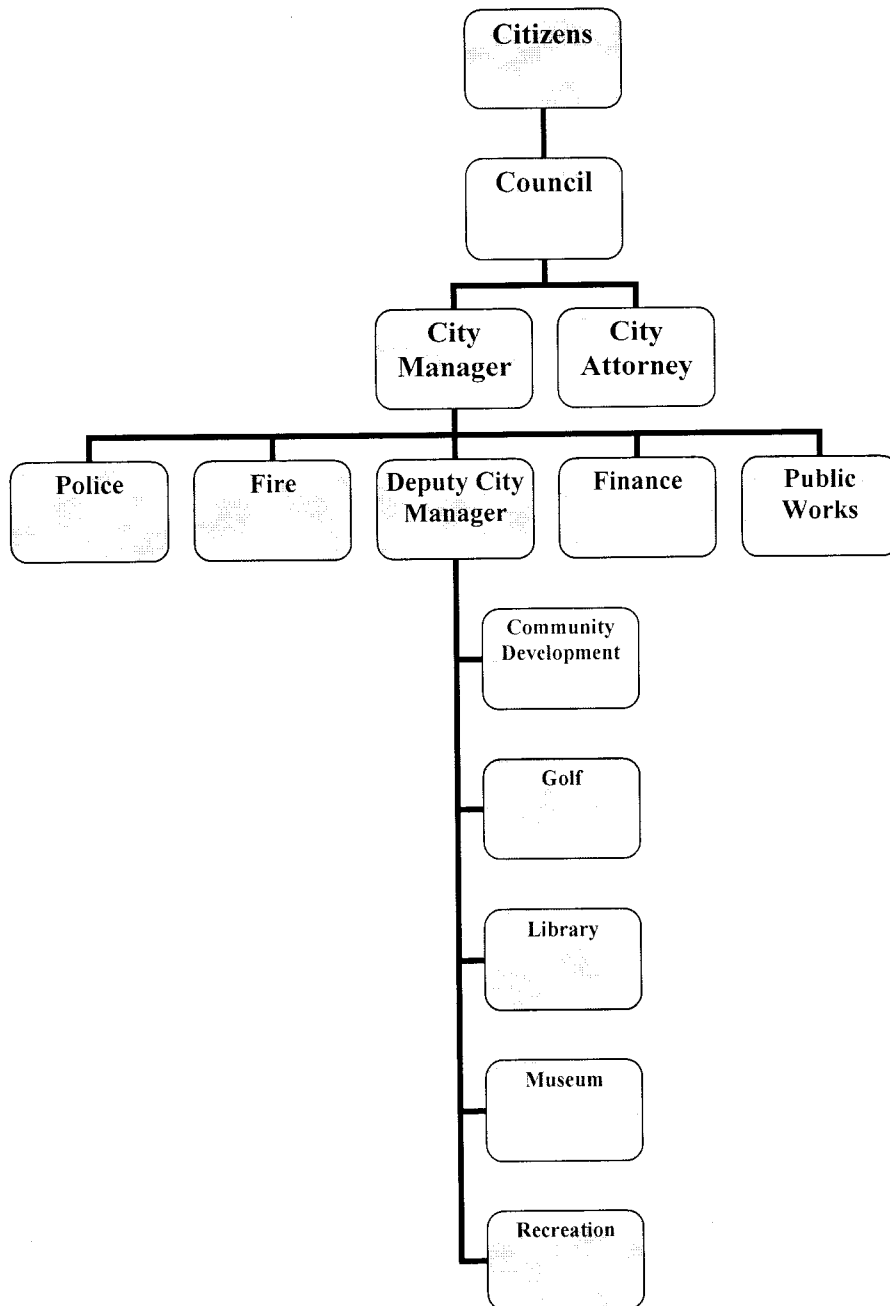 Citizens
Council
City
Manager
City
Attorney
Police
Fire
Deputy City
Manager
Finance
Public
Works
Community
Development
Golf
Library
Museum
Recreation